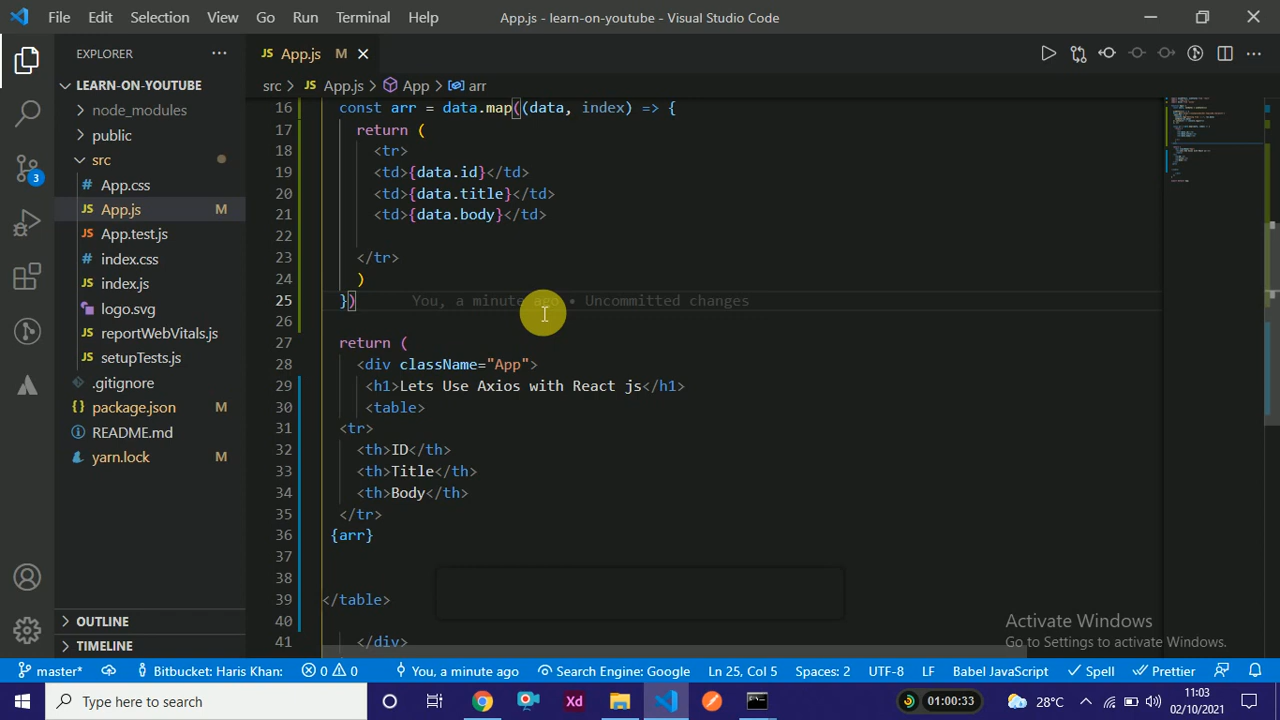 File Edit Selection View Go Run Terminal Help App.js - learn-on-youtube - Visual Studio Code
EXPLORER
LEARN-ON-YOUTUBE
node_modules
public
src
# App.css
JS App.js M
JS App.test.js
# index.css
JS index.js
logo.svg
JS reportWebVitals.js
JS setupTests.js
.gitignore
{} package.json M
README.md
yarn.lock M
OUTLINE
TIMELINE
3
JS App.js M
src > JS App.js > App > arr
16 const arr = data.map((data, index) => {
17 return (
18 <tr>
19 <td>{data.id}</td>
20 <td>{data.title}</td>
21 <td>{data.body}</td>
22
23 </tr>
24 )
25 }) You, a minute ago • Uncommitted changes
26
27 return (
28 <div className="App">
29 <h1>Lets Use Axios with React js</h1>
30 <table>
31 <tr>
32 <th>ID</th>
33 <th>Title</th>
34 <th>Body</th>
35 </tr>
36 {arr}
37
38
39 </table>
40
41 </div>
Activate Windows
Go to Settings to activate Windows.
master* Bitbucket: Haris Khan: 0 0 You, a minute ago Search Engine: Google Ln 25, Col 5 Spaces: 2 UTF-8 LF Babel JavaScript Spell Prettier
Type here to search
Xd
01:00:33
28°C
11:03
02/10/2021